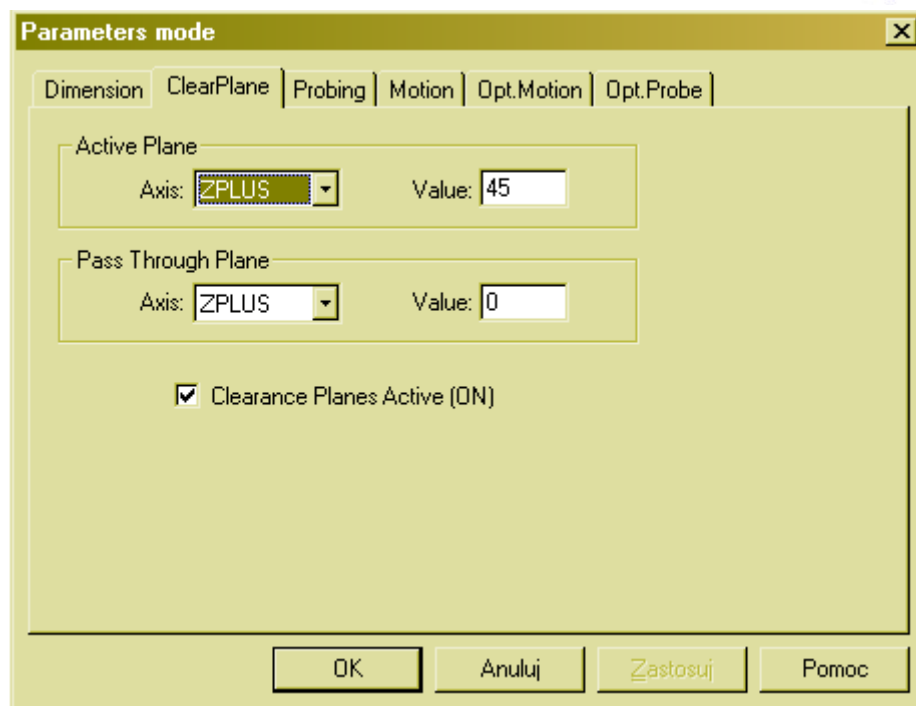 Parameters mode
Dimension ClearPlane Probing Motion Opt.Motion Opt.Probe
Active Plane
Axis: ZPLUS Value: 45
Pass Through Plane
Axis: ZPLUS Value: 0
Clearance Planes Active (ON)
OK Anuluj Zastosuj Pomoc